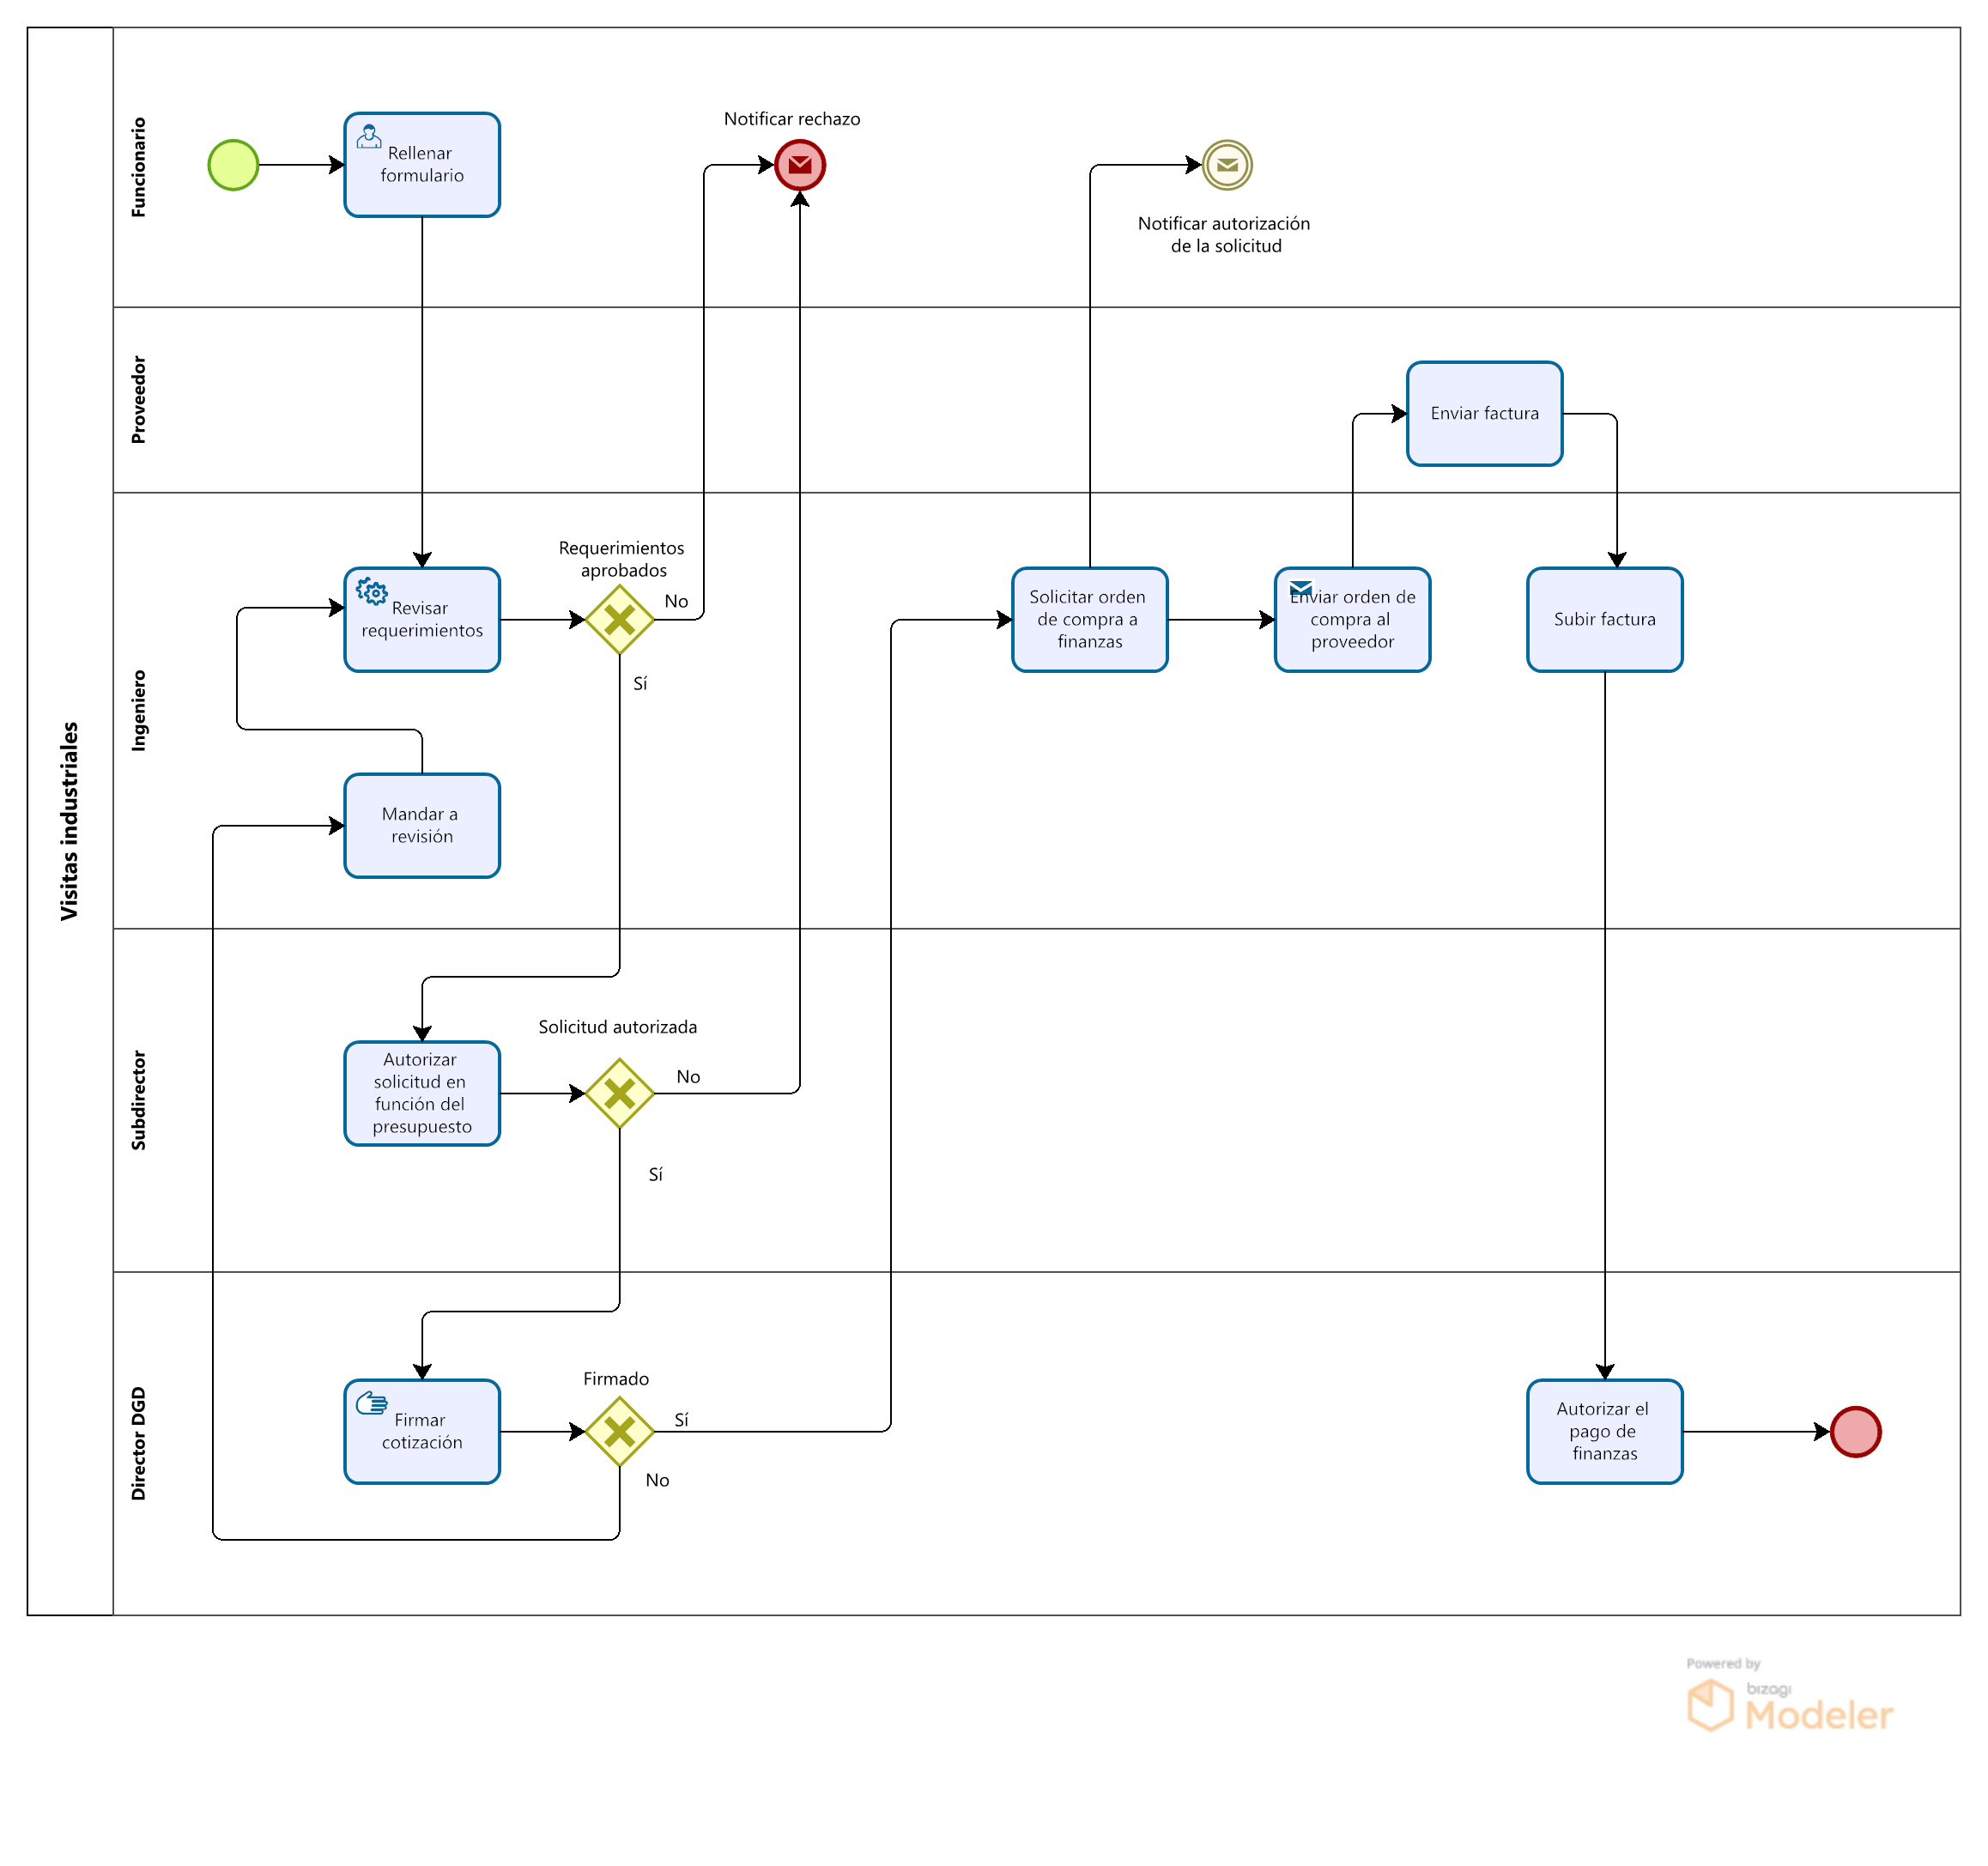 Visitas industriales
Funcionario
Rellenar
formulario
Notificar rechazo
Notificar autorización
de la solicitud
Proveedor
Enviar factura
Ingeniero
Revisar
requerimientos
Requerimientos
aprobados
No
Sí
Solicitar orden
de compra a
finanzas
Enviar orden de
compra al
proveedor
Subir factura
Mandar a
revisión
Subdirector
Autorizar
solicitud en
función del
presupuesto
Solicitud autorizada
No
Sí
Director DGD
Firmar
cotización
Firmado
Sí
No
Autorizar el
pago de
finanzas
Powered by
bizagi
Modeler